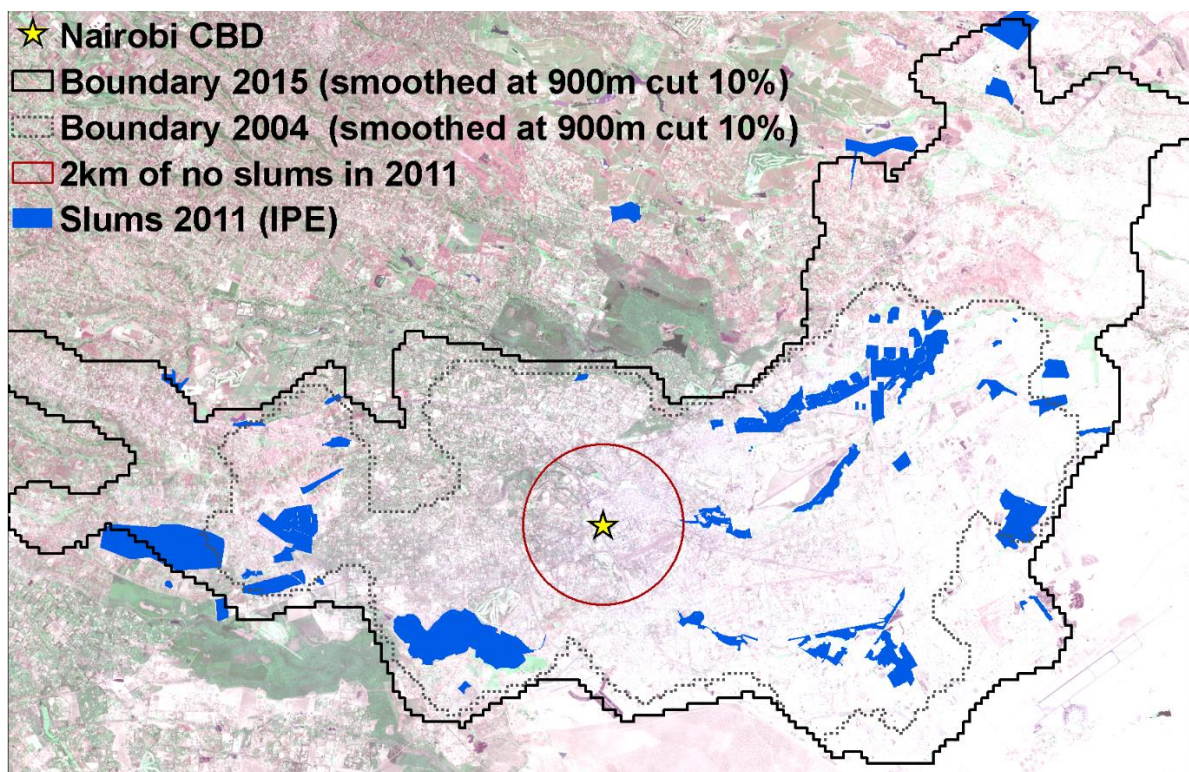 Nairobi CBD
Boundary 2015 (smoothed at 900m cut 10%)
Boundary 2004 (smoothed at 900m cut 10%)
2km of no slums in 2011
Slums 2011 (IPE)